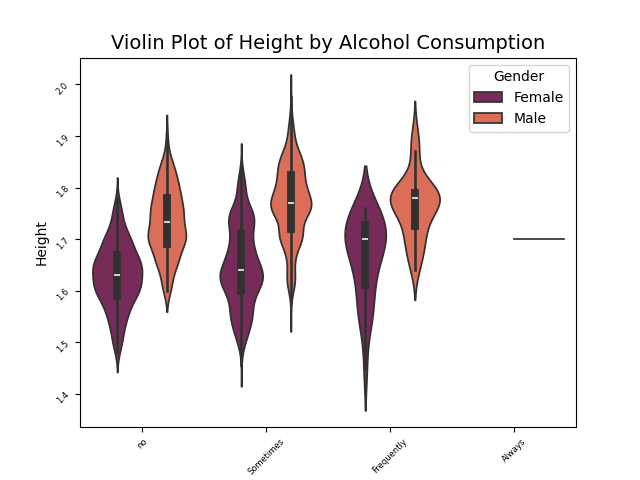 Violin Plot of Height by Alcohol Consumption
Gender
Female
Male
Height
2.0
1.9
1.8
1.7
1.6
1.5
1.4
no
Sometimes
Frequently
Always